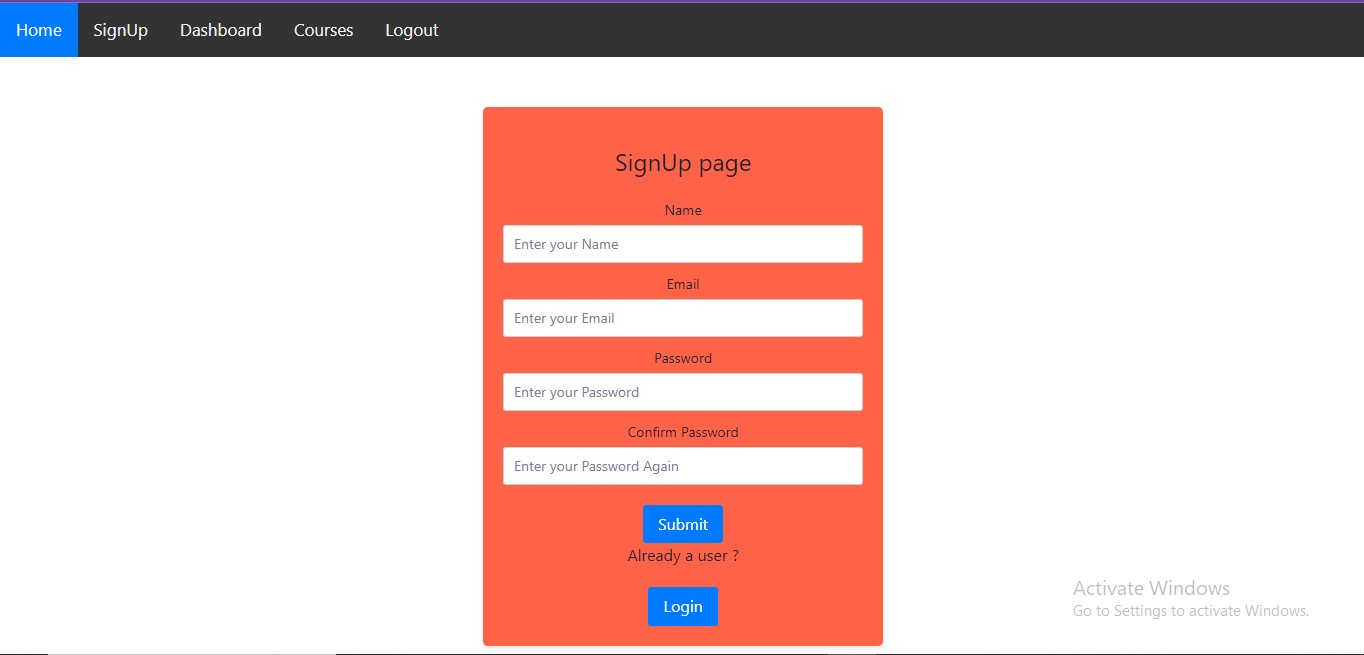 Home SignUp Dashboard Courses Logout
SignUp page
Name
Enter your Name
Email
Enter your Email
Password
Enter your Password
Confirm Password
Enter your Password Again
Submit
Already a user ?
Login
Activate Windows
Go to Settings to activate Windows.